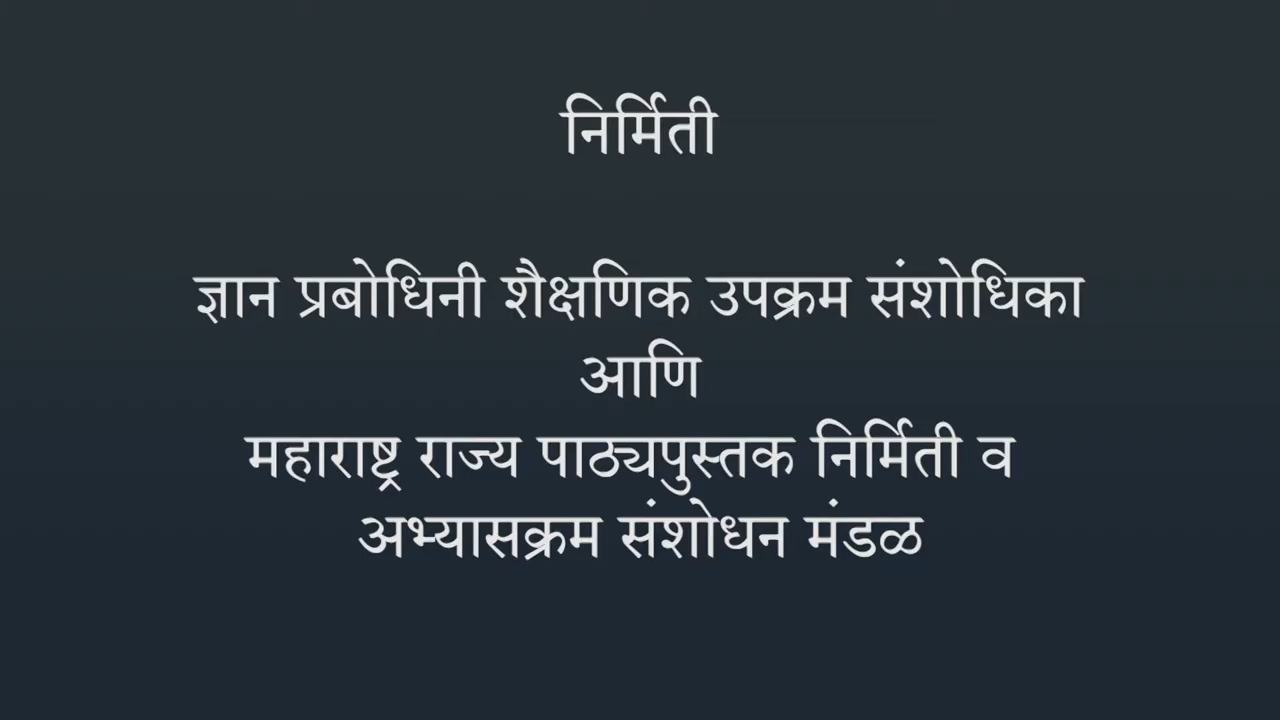 निर्मिती
ज्ञान प्रबोधिनी शैक्षणिक उपक्रम संशोधिका
आणि
महाराष्ट्र राज्य पाठ्यपुस्तक निर्मिती व
अभ्यासक्रम संशोधन मंडळ